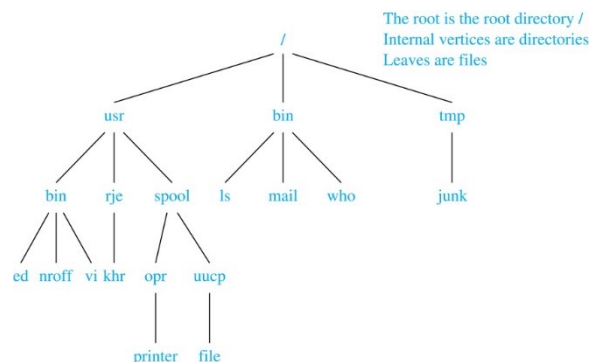 The root is the root directory /
Internal vertices are directories
Leaves are files
/
usr bin tmp
bin rje spool ls mail who junk
ed nroff vi khr opr uucp
printer file